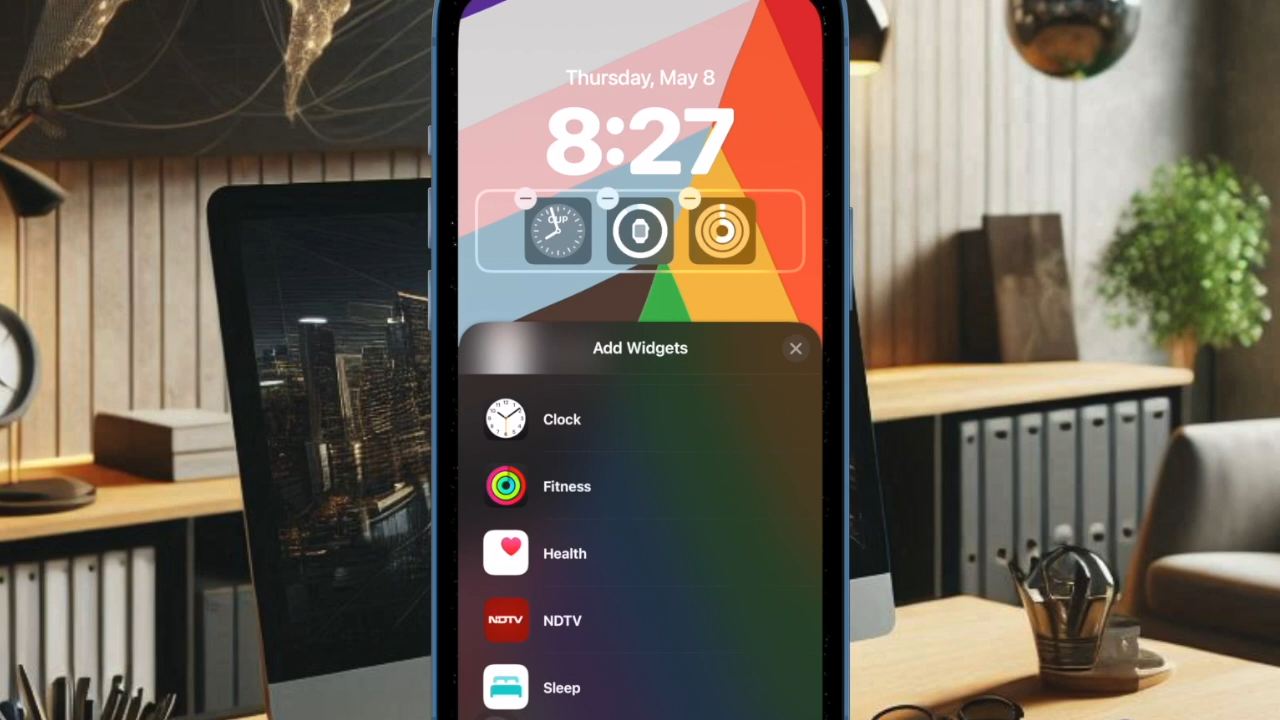 Thursday, May 8
8:27
CUP
Add Widgets
Clock
Fitness
Health
NDTV
NDTV
Sleep